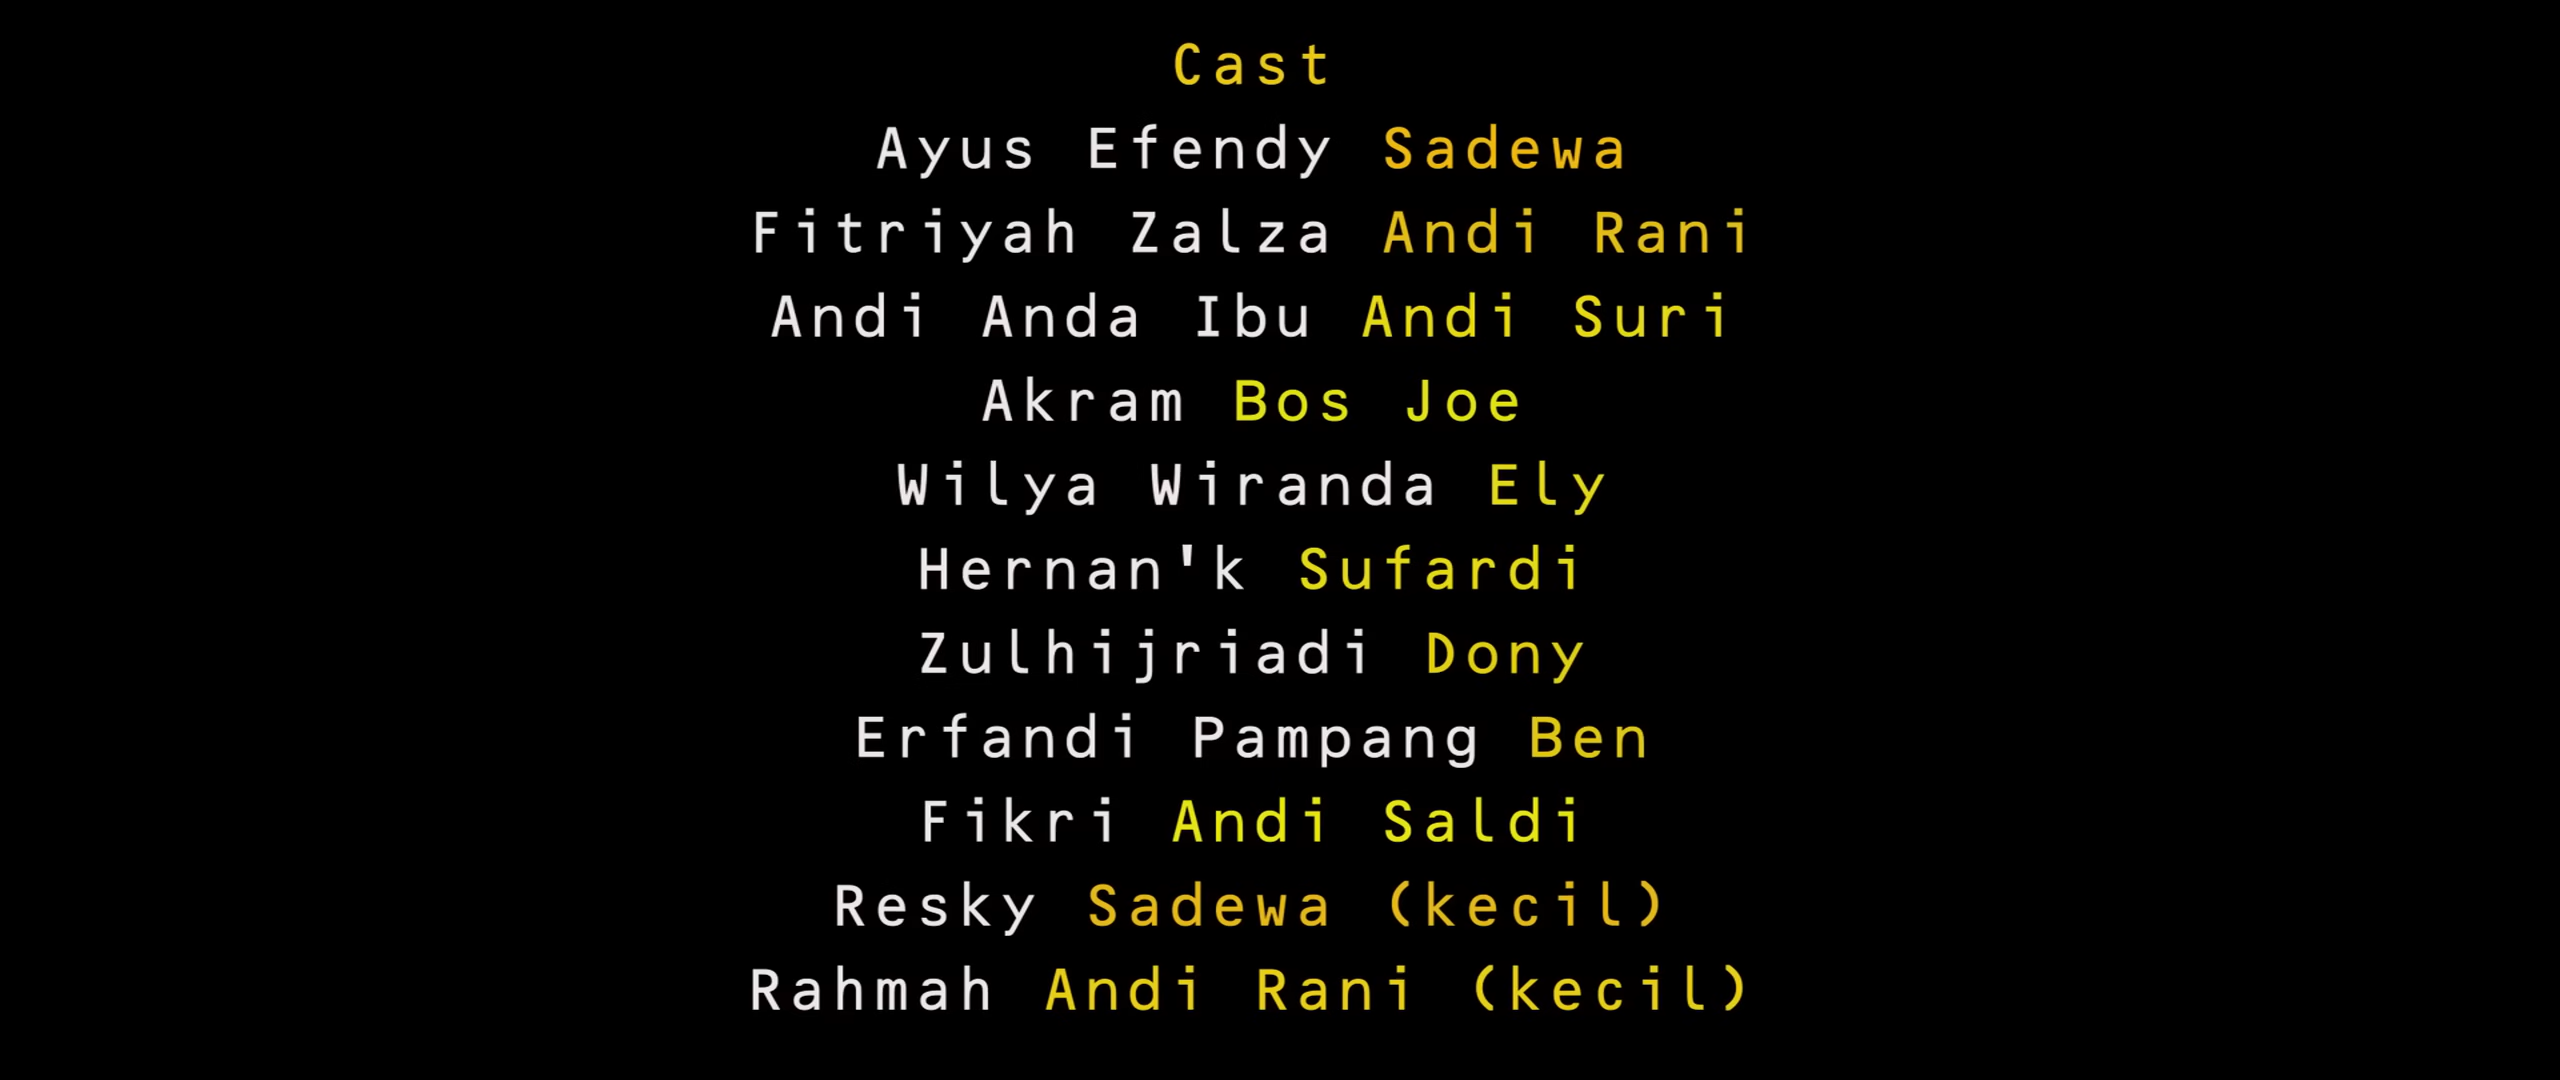 Cast
Ayus Efendy Sadewa
Fitriyah Zalza Andi Rani
Andi Anda Ibu Andi Suri
Akram Bos Joe
Wilya Wiranda Ely
Hernan'k Sufardi
Zulhijriadi Dony
Erfandi Pampang Ben
Fikri Andi Saldi
Resky Sadewa (kecil)
Rahmah Andi Rani (kecil)